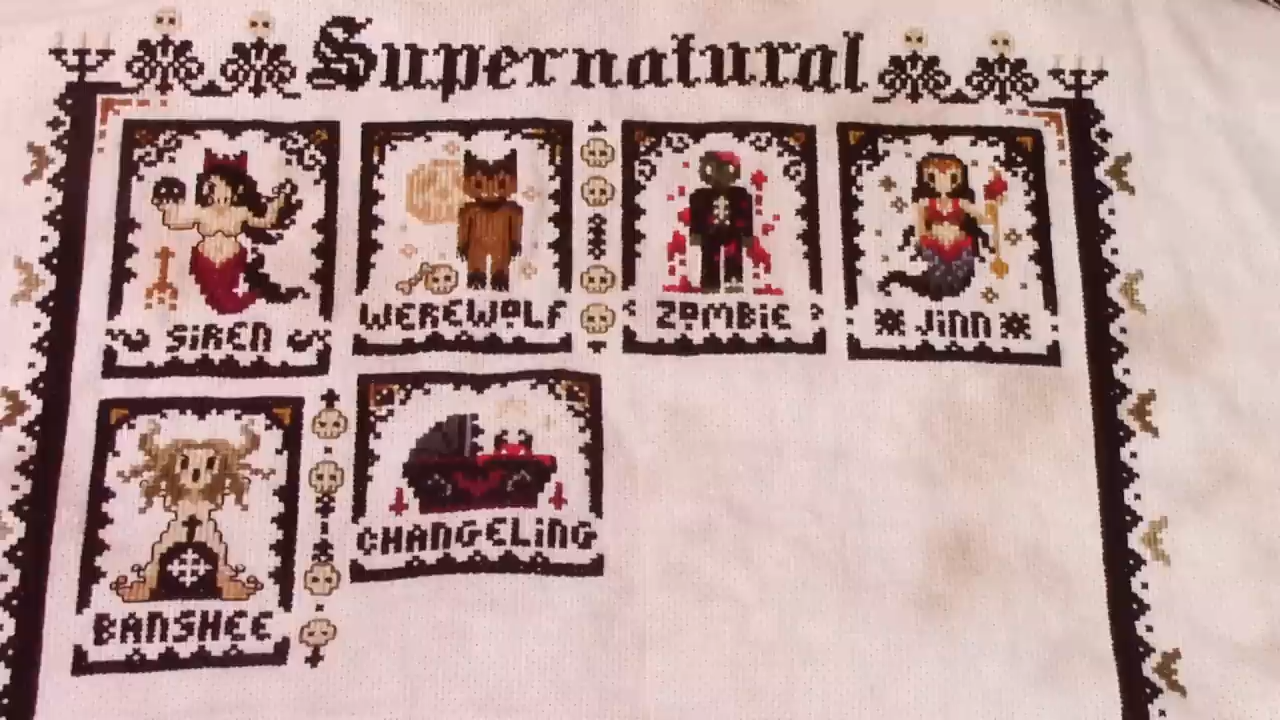 Supernatural
SiREN
WEREWOLF
ZOMBiE
JiNN
BANSHEE
CHANGELiNG